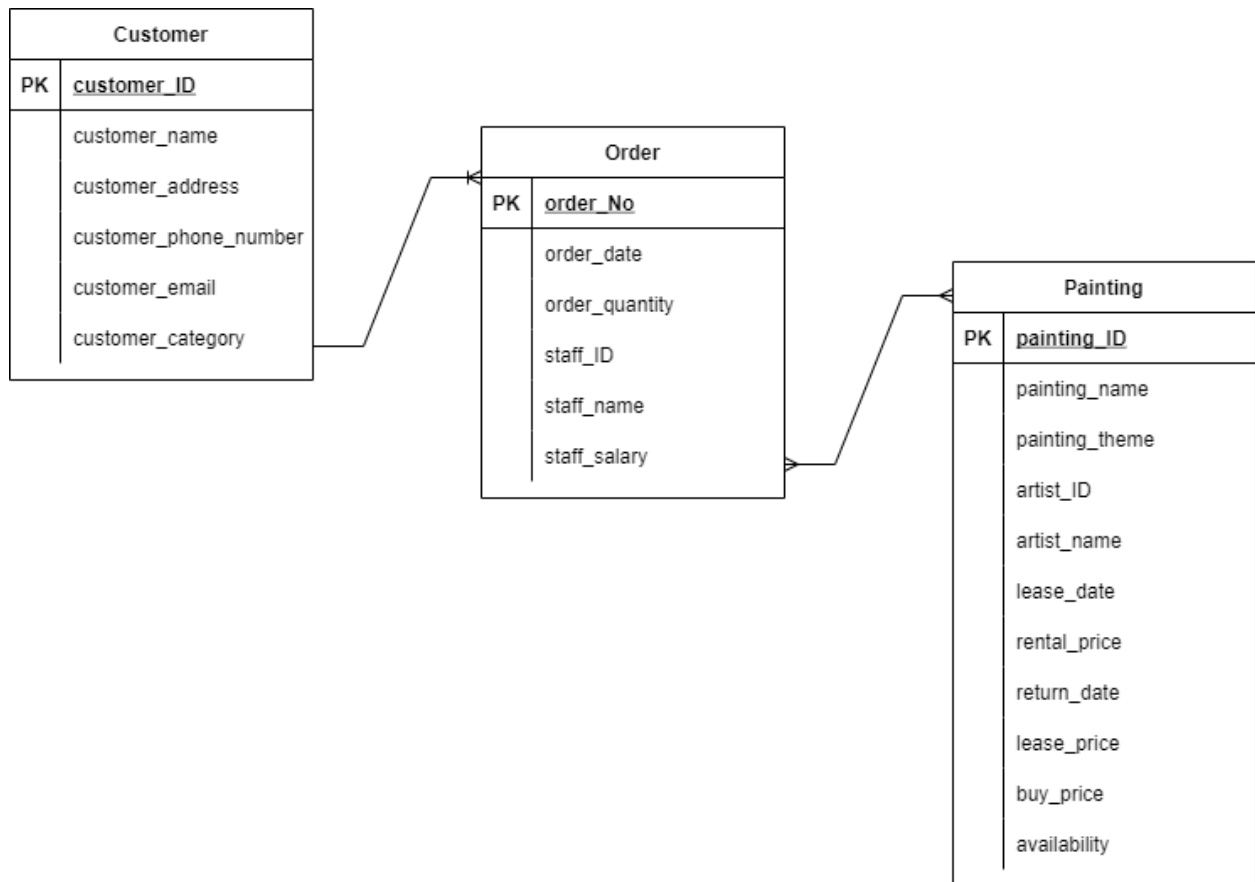 Customer
PK customer_ID
customer_name
customer_address
customer_phone_number
customer_email
customer_category
Order
PK order_No
order_date
order_quantity
staff_ID
staff_name
staff_salary
Painting
PK painting_ID
painting_name
painting_theme
artist_ID
artist_name
lease_date
rental_price
return_date
lease_price
buy_price
availability